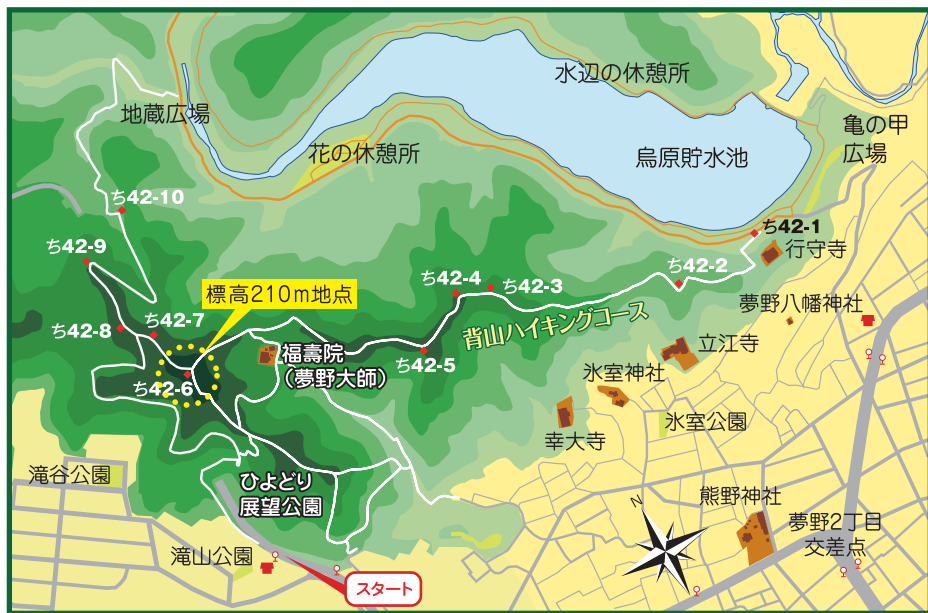 水辺の休憩所
地蔵広場
花の休憩所
烏原貯水池
亀の甲
広場
ち42-10
ち42-1
ち42-9
行守寺
ち42-2
ち42-4
ち42-3
標高210m地点
夢野八幡神社
ち42-7
ち42-8
背山ハイキングコース
立江寺
福壽院
(夢野大師)
ち42-5
ち42-6
氷室神社
幸大寺
氷室公園
滝谷公園
ひよどり
展望公園
熊野神社
N
夢野2丁目
交差点
滝山公園
スタート